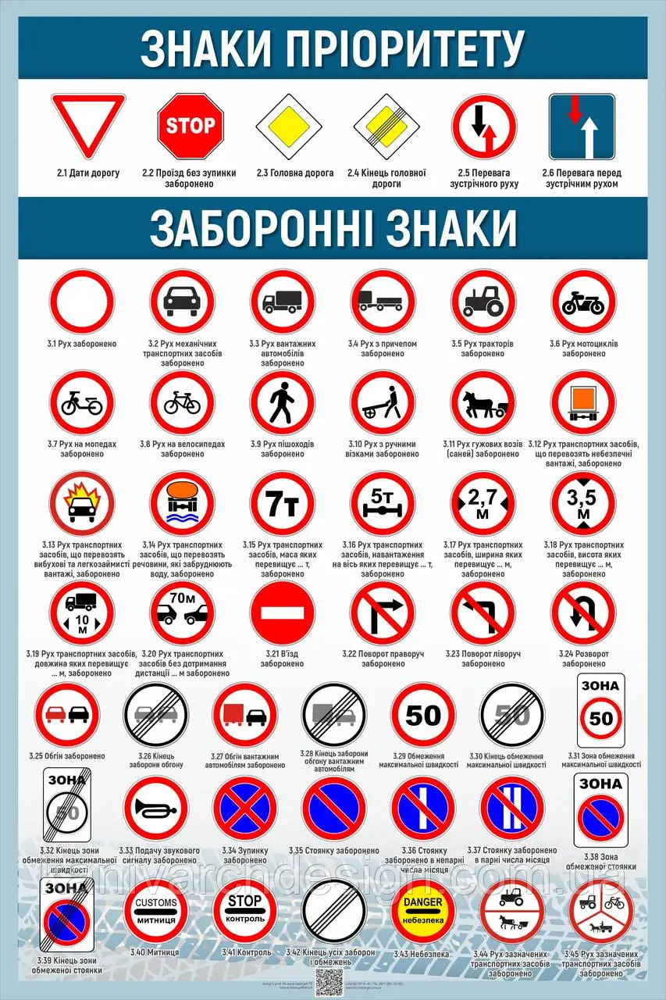 ЗНАКИ ПРІОРИТЕТУ
STOP
2.1 Дати дорогу
2.2 Проїзд без зупинки
заборонено
2.3 Головна дорога
2.4 Кінець головної
дороги
2.5 Перевага
зустрічного руху
2.6 Перевага перед
зустрічним рухом
ЗАБОРОННІ ЗНАКИ
3.1 Рух заборонено
3.2 Рух механічних
транспортних засобів
заборонено
3.3 Рух вантажних
автомобілів
заборонено
3.4 Рух з причепом
заборонено
3.5 Рух тракторів
заборонено
3.6 Рух мотоциклів
заборонено
3.7 Рух на мопедах
заборонено
3.8 Рух на велосипедах
заборонено
3.9 Рух пішоходів
заборонено
3.10 Рух з ручними
візками заборонено
3.11 Рух гужових возів
(саней) заборонено
3.12 Рух транспортних засобів,
що перевозять небезпечні
вантажі, заборонено
7т
5т
2,7
м
3,5
м
3.13 Рух транспортних
засобів, що перевозять
вибухові та легкозаймисті
вантажі, заборонено
3.14 Рух транспортних
засобів, що перевозять
речовини, які забруднюють
воду, заборонено
3.15 Рух транспортних
засобів, маса яких
перевищує ... т,
заборонено
3.16 Рух транспортних
засобів, навантаження
на вісь яких перевищує ... т,
заборонено
3.17 Рух транспортних
засобів, ширина яких
перевищує ... м,
заборонено
3.18 Рух транспортних
засобів, висота яких
перевищує ... м,
заборонено
10
м
70м
3.19 Рух транспортних засобів,
довжина яких перевищує
... м, заборонено
3.20 Рух транспортних
засобів без дотримання
дистанції ... м заборонено
3.21 В'їзд
заборонено
3.22 Поворот праворуч
заборонено
3.23 Поворот ліворуч
заборонено
3.24 Розворот
заборонено
50
50
ЗОНА
50
3.25 Обгін заборонено
3.26 Кінець
заборони обгону
3.27 Обгін вантажним
автомобілям заборонено
3.28 Кінець заборони
обгону вантажним
автомобілям
3.29 Обмеження
максимальної швидкості
3.30 Кінець обмеження
максимальної швидкості
3.31 Зона обмеження
максимальної швидкості
ЗОНА
50
ЗОНА
3.32 Кінець зони
обмеження максимальної
швидкості
3.33 Подачу звукового
сигналу заборонено
3.34 Зупинку
заборонено
3.35 Стоянку заборонено
3.36 Стоянку
заборонено в непарні
числа місяця
3.37 Стоянку заборонено
в парні числа місяця
3.38 Зона
обмеженої стоянки
kanivarchdesign.com.ua
ЗОНА
CUSTOMS
митниця
STOP
контроль
DANGER
небезпека
3.39 Кінець зони
обмеженої стоянки
3.40 Митниця
3.41 Контроль
3.42 Кінець усіх заборон
і обмежень
3.43 Небезпека
3.44 Рух зазначених
транспортних засобів
заборонено
3.45 Рух зазначених
транспортних засобів
заборонено